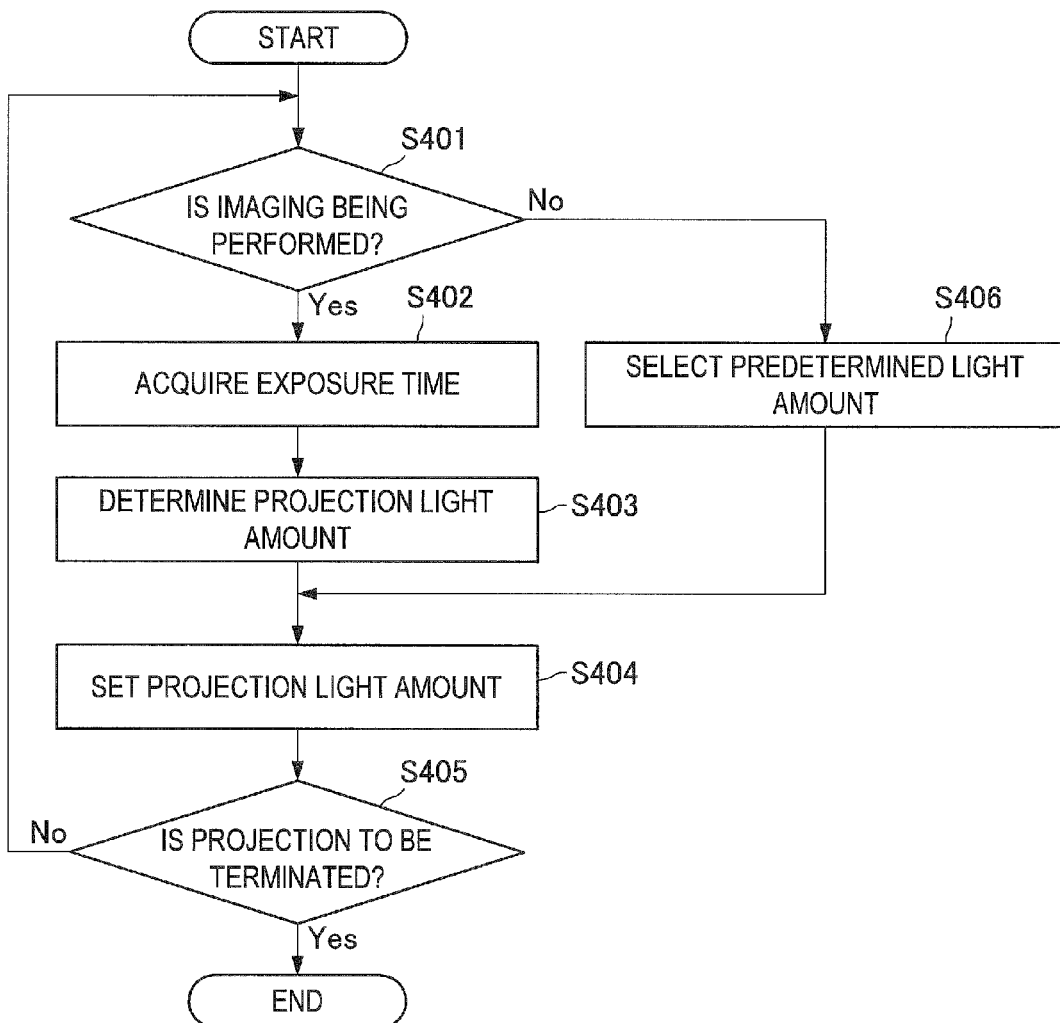 START
S401
IS IMAGING BEING
PERFORMED?
No
Yes
S402
ACQUIRE EXPOSURE TIME
S406
SELECT PREDETERMINED LIGHT
AMOUNT
DETERMINE PROJECTION LIGHT
AMOUNT
S403
SET PROJECTION LIGHT AMOUNT
S404
S405
IS PROJECTION TO BE
TERMINATED?
No
Yes
END